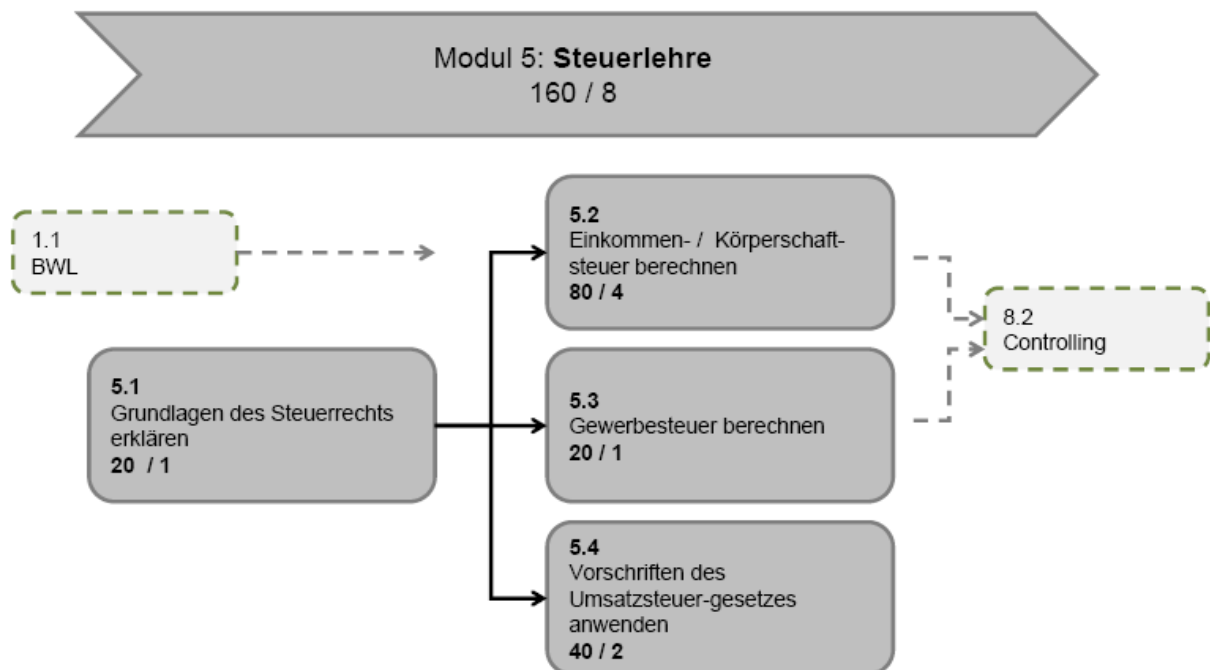 Modul 5: Steuerlehre
160 / 8
1.1
BWL
5.1
Grundlagen des Steuerrechts
erklären
20 / 1
5.2
Einkommen- / Körperschaft-
steuer berechnen
80 / 4
5.3
Gewerbesteuer berechnen
20 / 1
5.4
Vorschriften des
Umsatzsteuer-gesetzes
anwenden
40 / 2
8.2
Controlling